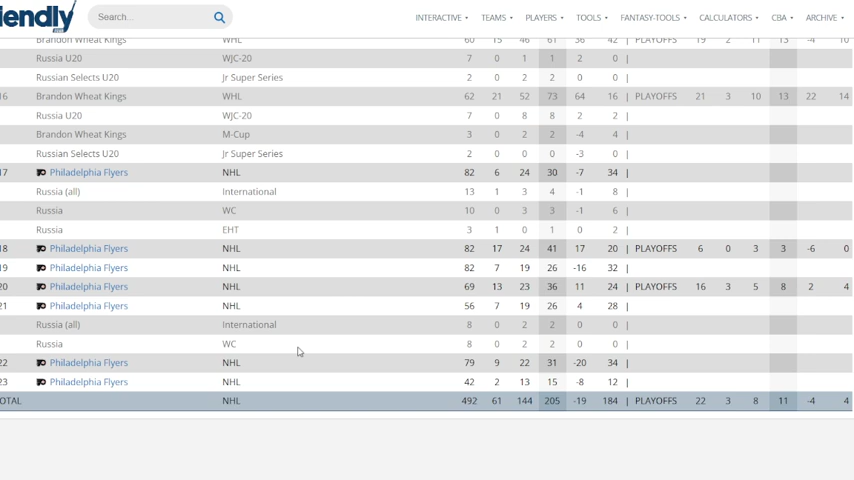 iendly
Search...
INTERACTIVE TEAMS PLAYERS TOOLS FANTASY-TOOLS CALCULATORS CBA ARCHIVE
Brandon Wheat Kings WHL 60 15 46 61 36 42 | PLAYOFFS 19 2 11 13 -4 10
Russia U20 WJC-20 7 0 1 1 2 0 |
Russian Selects U20 Jr Super Series 2 0 2 2 0 0 |
16 Brandon Wheat Kings WHL 62 21 52 73 64 16 | PLAYOFFS 21 3 10 13 22 14
Russia U20 WJC-20 7 0 8 8 2 2 |
Brandon Wheat Kings M-Cup 3 0 2 2 -4 4 |
Russian Selects U20 Jr Super Series 2 0 0 0 -3 0 |
17 Philadelphia Flyers NHL 82 6 24 30 -7 34 |
Russia (all) International 13 1 3 4 -1 8 |
Russia WC 10 0 3 3 -1 6 |
Russia EHT 3 1 0 1 0 2 |
18 Philadelphia Flyers NHL 82 17 24 41 17 20 | PLAYOFFS 6 0 3 3 -6 0
19 Philadelphia Flyers NHL 82 7 19 26 -16 32 |
20 Philadelphia Flyers NHL 69 13 23 36 11 24 | PLAYOFFS 16 3 5 8 2 4
21 Philadelphia Flyers NHL 56 7 19 26 4 28 |
Russia (all) International 8 0 2 2 0 0 |
Russia WC 8 0 2 2 0 0 |
22 Philadelphia Flyers NHL 79 9 22 31 -20 34 |
23 Philadelphia Flyers NHL 42 2 13 15 -8 12 |
OTAL NHL 492 61 144 205 -19 184 | PLAYOFFS 22 3 8 11 -4 4